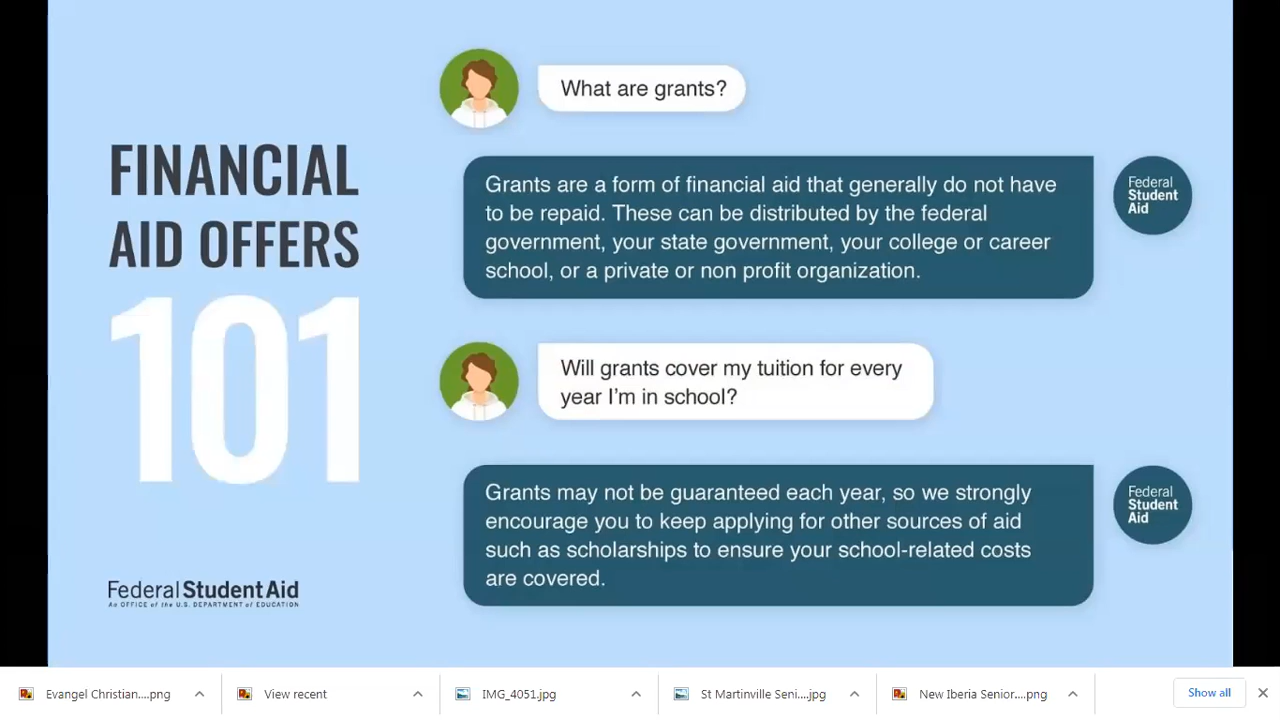 What are grants?
FINANCIAL
AID OFFERS
101
Grants are a form of financial aid that generally do not have
to be repaid. These can be distributed by the federal
government, your state government, your college or career
school, or a private or non profit organization.
Federal
Student
Aid
Will grants cover my tuition for every
year I'm in school?
Grants may not be guaranteed each year, so we strongly
encourage you to keep applying for other sources of aid
such as scholarships to ensure your school-related costs
are covered.
Federal
Student
Aid
Federal Student Aid
An OFFICE of the U.S. DEPARTMENT of EDUCATION
Evangel Christian....png
View recent
IMG_4051.jpg
St Martinville Seni....jpg
New Iberia Senior....png
Show all